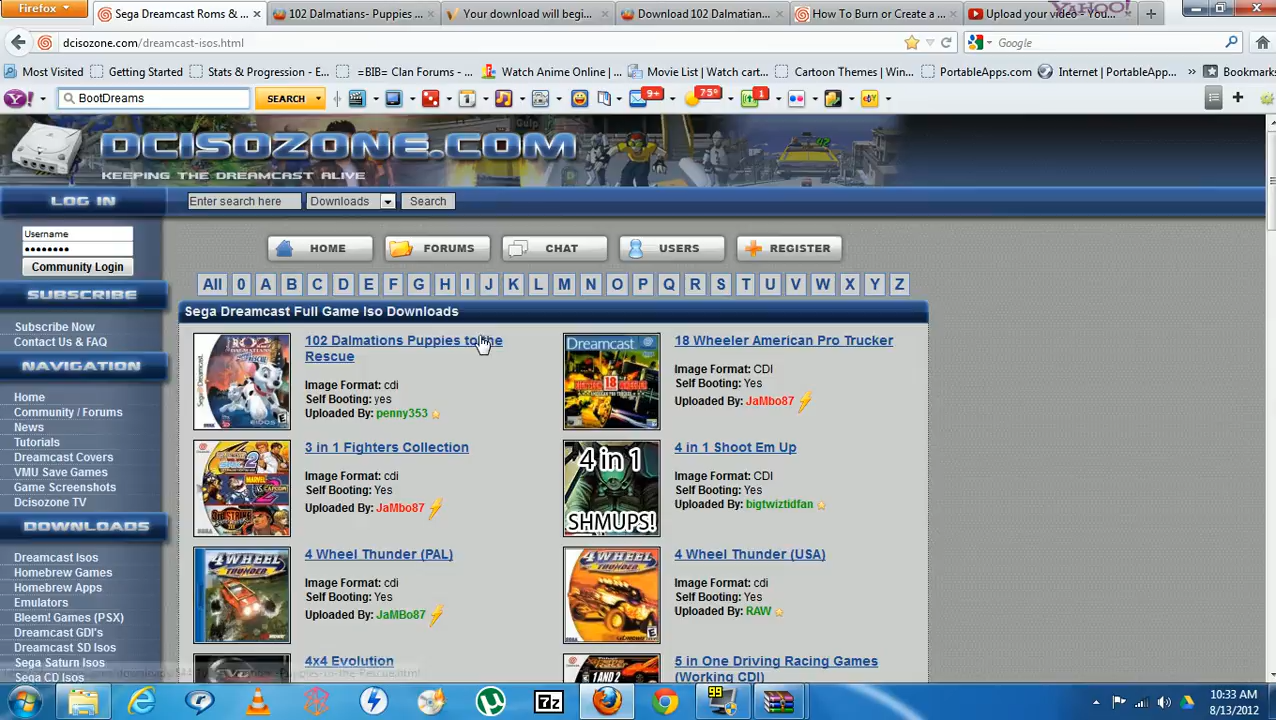 Firefox
Sega Dreamcast Roms & ...
102 Dalmatians- Puppies ...
Your download will begi...
Download 102 Dalmatian...
How To Burn or Create a ...
Upload your video - You...
YAHOO!
dcisozone.com/dreamcast-isos.html
Google
Most Visited
Getting Started
Stats & Progression - E...
=BIB= Clan Forums - ...
Watch Anime Online | ...
Movie List | Watch cart...
Cartoon Themes | Win...
PortableApps.com
Internet | PortableApp...
Bookmarks
BootDreams
SEARCH
9+
75°
1
DCISOZONE.COM
KEEPING THE DREAMCAST ALIVE
LOG IN
Enter search here
Downloads
Search
Username
Community Login
HOME
FORUMS
CHAT
USERS
REGISTER
All 0 A B C D E F G H I J K L M N O P Q R S T U V W X Y Z
SUBSCRIBE
Subscribe Now
Contact Us & FAQ
NAVIGATION
Home
Community / Forums
News
Tutorials
Dreamcast Covers
VMU Save Games
Game Screenshots
Dcisozone TV
DOWNLOADS
Dreamcast Isos
Homebrew Games
Homebrew Apps
Emulators
Bleem! Games (PSX)
Dreamcast GDI's
Dreamcast SD Isos
Sega Saturn Isos
Sega CD Isos
Sega Dreamcast Full Game Iso Downloads
102 Dalmations Puppies to the
Rescue
Image Format: cdi
Self Booting: yes
Uploaded By: penny353
18 Wheeler American Pro Trucker
Image Format: CDI
Self Booting: Yes
Uploaded By: JaMbo87
Dreamcast
3 in 1 Fighters Collection
Image Format: cdi
Self Booting: Yes
Uploaded By: JaMbo87
4 in 1
SHMUPS!
4 in 1 Shoot Em Up
Image Format: CDI
Self Booting: Yes
Uploaded By: bigtwiztidfan
4 Wheel Thunder (PAL)
Image Format: cdi
Self Booting: Yes
Uploaded By: JaMBo87
4 Wheel Thunder (USA)
Image Format: cdi
Self Booting: Yes
Uploaded By: RAW
4x4 Evolution
5 in One Driving Racing Games
(Working CDI)
99
10:33 AM
8/13/2012